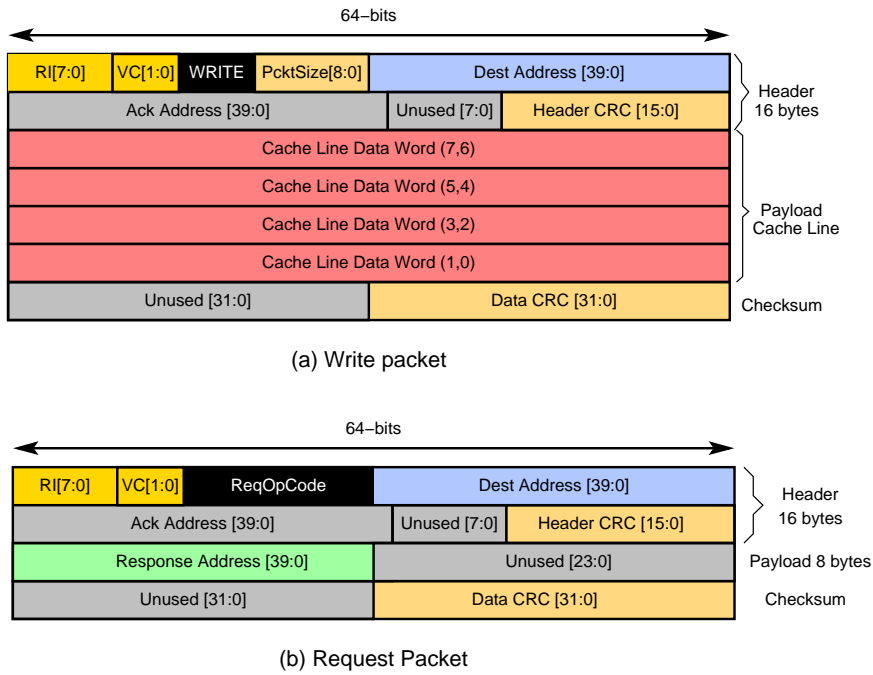 64–bits
RI[7:0] VC[1:0] WRITE PcktSize[8:0] Dest Address [39:0]
Header
16 bytes
Ack Address [39:0] Unused [7:0] Header CRC [15:0]
Cache Line Data Word (7,6)
Cache Line Data Word (5,4)
Payload
Cache Line
Cache Line Data Word (3,2)
Cache Line Data Word (1,0)
Unused [31:0] Data CRC [31:0] Checksum
(a) Write packet
64–bits
RI[7:0] VC[1:0] ReqOpCode Dest Address [39:0]
Header
16 bytes
Ack Address [39:0] Unused [7:0] Header CRC [15:0]
Response Address [39:0] Unused [23:0] Payload 8 bytes
Unused [31:0] Data CRC [31:0] Checksum
(b) Request Packet